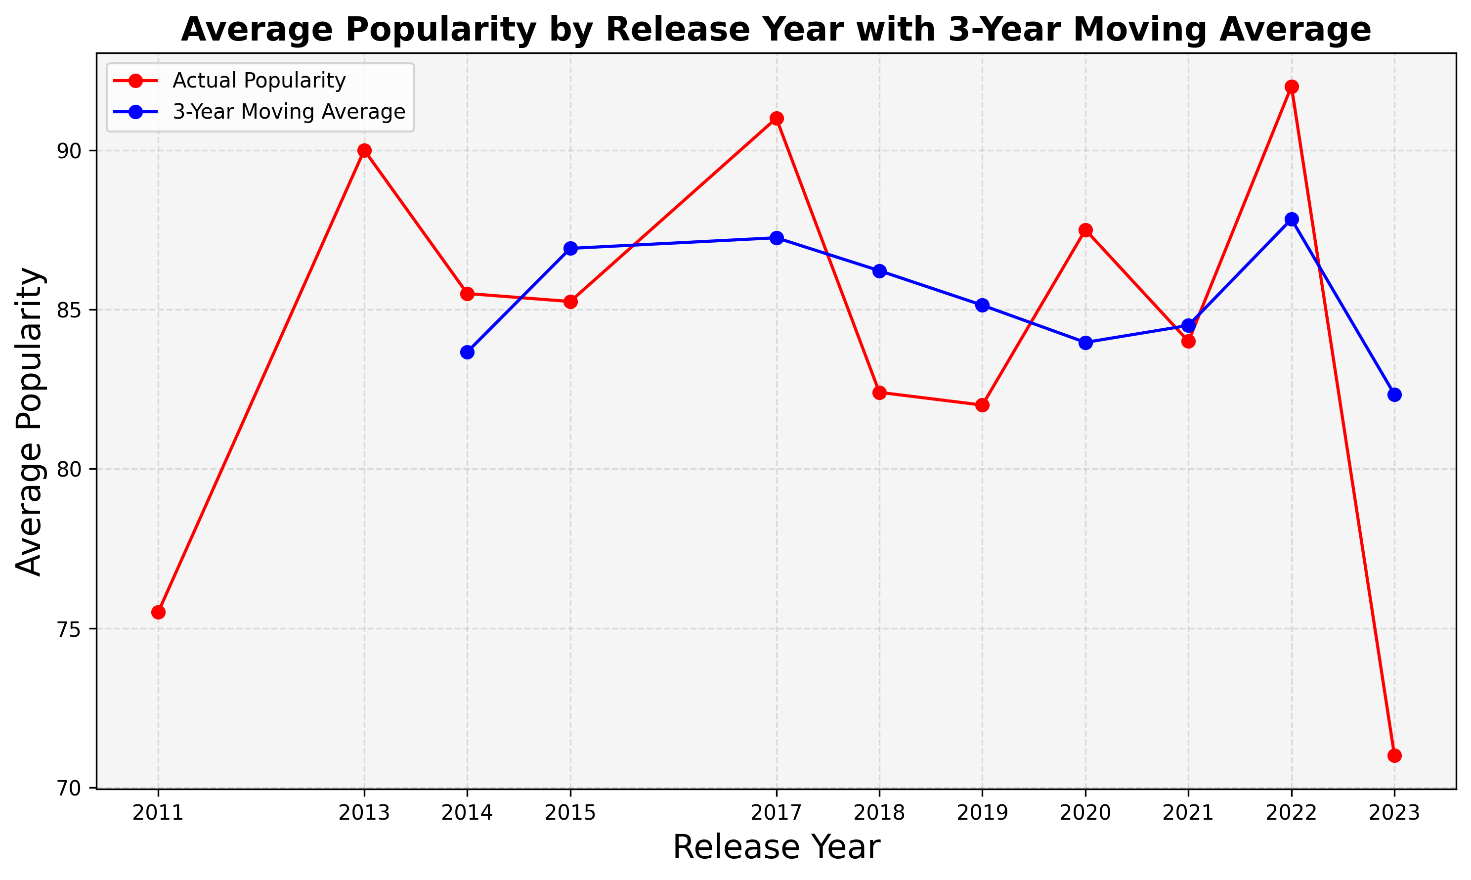 Average Popularity by Release Year with 3-Year Moving Average
Actual Popularity
3-Year Moving Average
Average Popularity
90
85
80
75
70
2011 2013 2014 2015 2017 2018 2019 2020 2021 2022 2023
Release Year